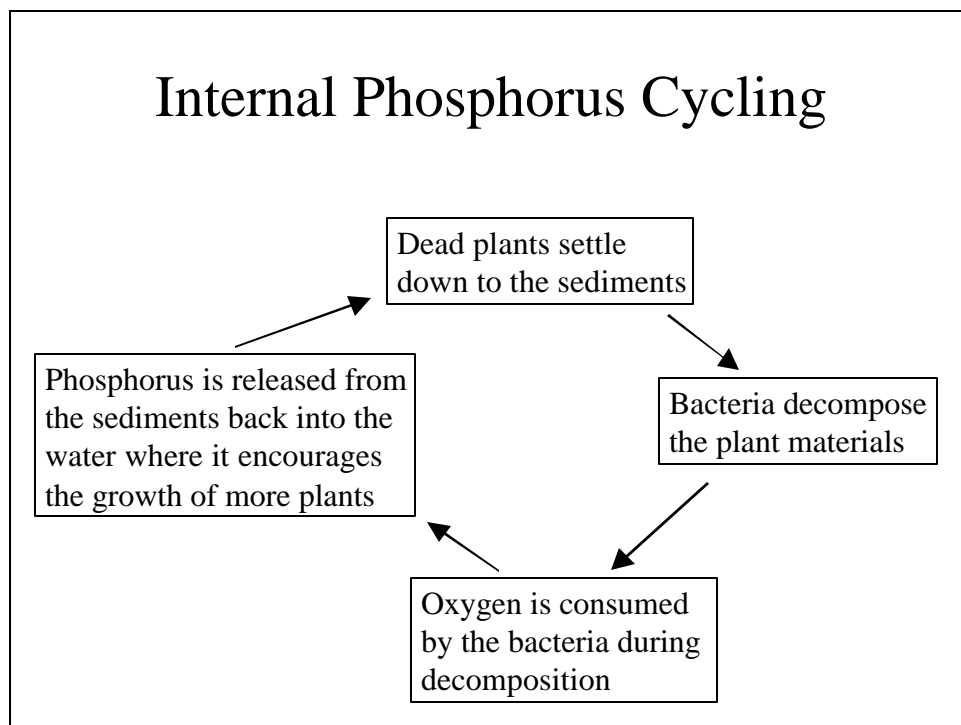 Internal Phosphorus Cycling
Dead plants settle
down to the sediments
Bacteria decompose
the plant materials
Oxygen is consumed
by the bacteria during
decomposition
Phosphorus is released from
the sediments back into the
water where it encourages
the growth of more plants